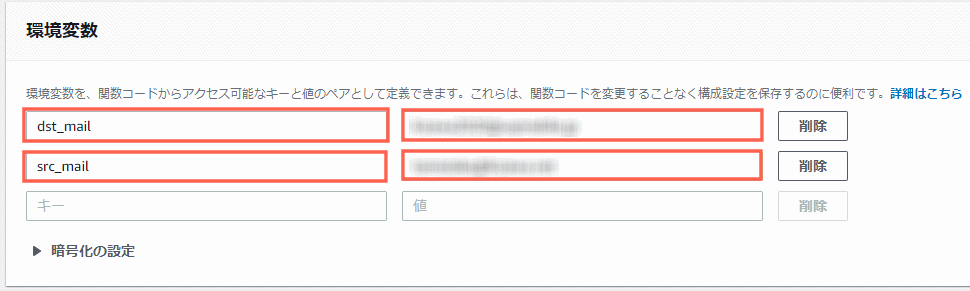 環境変数
環境変数を、関数コードからアクセス可能なキーと値のペアとして定義できます。これらは、関数コードを変更することなく構成設定を保存するのに便利です。詳細はこちら
dst_mail 削除
src_mail 削除
キー 値 削除
▶ 暗号化の設定